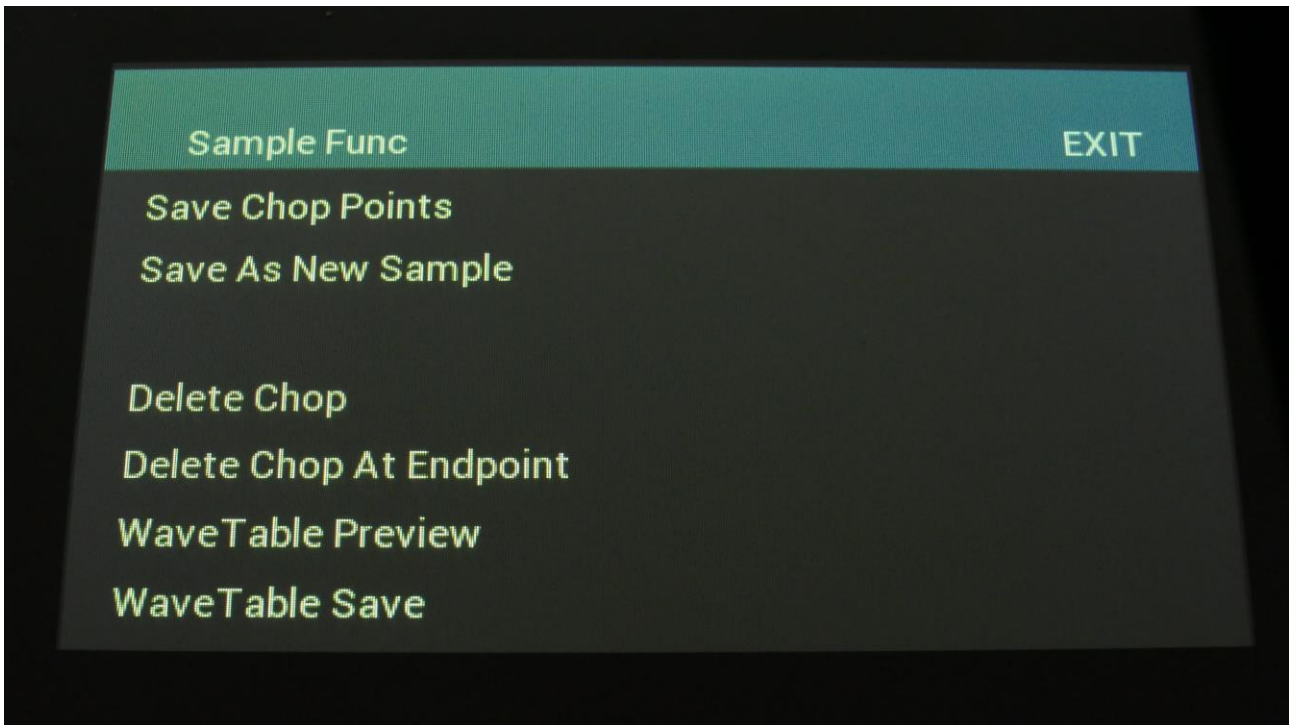 Sample Func EXIT
Save Chop Points
Save As New Sample
Delete Chop
Delete Chop At Endpoint
WaveTable Preview
WaveTable Save